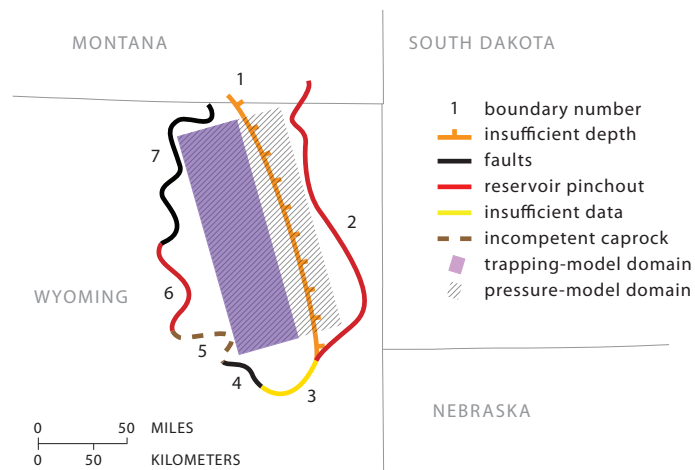 MONTANA
SOUTH DAKOTA
1
1 boundary number
insufficient depth
faults
7
reservoir pinchout
2
insufficient data
incompetent caprock
trapping-model domain
WYOMING
6
pressure-model domain
5
4
3
NEBRASKA
0 50 MILES
0 50 KILOMETERS